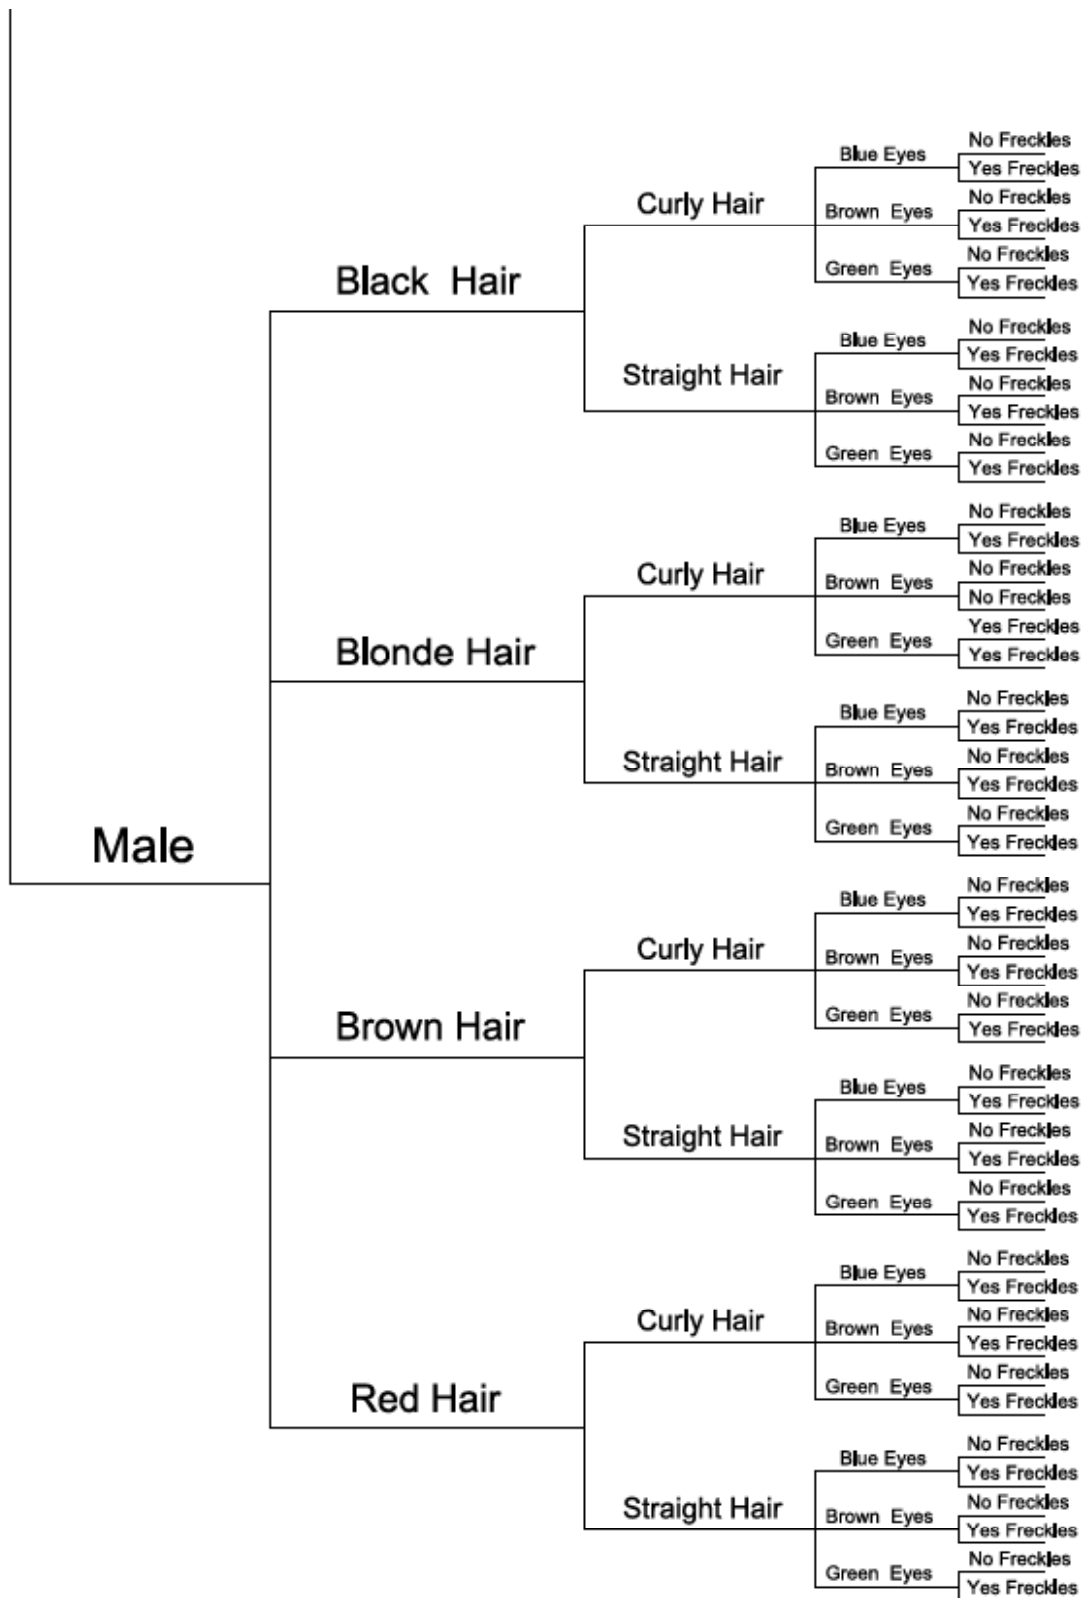 No Freckles
Blue Eyes
Yes Freckles
No Freckles
Curly Hair
Brown Eyes
Yes Freckles
No Freckles
Green Eyes
Yes Freckles
Black Hair
No Freckles
Blue Eyes
Yes Freckles
Straight Hair
No Freckles
Brown Eyes
Yes Freckles
No Freckles
Green Eyes
Yes Freckles
No Freckles
Blue Eyes
Yes Freckles
Curly Hair
No Freckles
Brown Eyes
No Freckles
Yes Freckles
Green Eyes
Yes Freckles
Blonde Hair
No Freckles
Blue Eyes
Yes Freckles
Straight Hair
No Freckles
Brown Eyes
Yes Freckles
No Freckles
Green Eyes
Yes Freckles
Male
No Freckles
Blue Eyes
Yes Freckles
Curly Hair
No Freckles
Brown Eyes
Yes Freckles
No Freckles
Green Eyes
Yes Freckles
Brown Hair
No Freckles
Blue Eyes
Yes Freckles
Straight Hair
No Freckles
Brown Eyes
Yes Freckles
No Freckles
Green Eyes
Yes Freckles
No Freckles
Blue Eyes
Yes Freckles
Curly Hair
No Freckles
Brown Eyes
Yes Freckles
No Freckles
Green Eyes
Yes Freckles
Red Hair
No Freckles
Blue Eyes
Yes Freckles
Straight Hair
No Freckles
Brown Eyes
Yes Freckles
No Freckles
Green Eyes
Yes Freckles